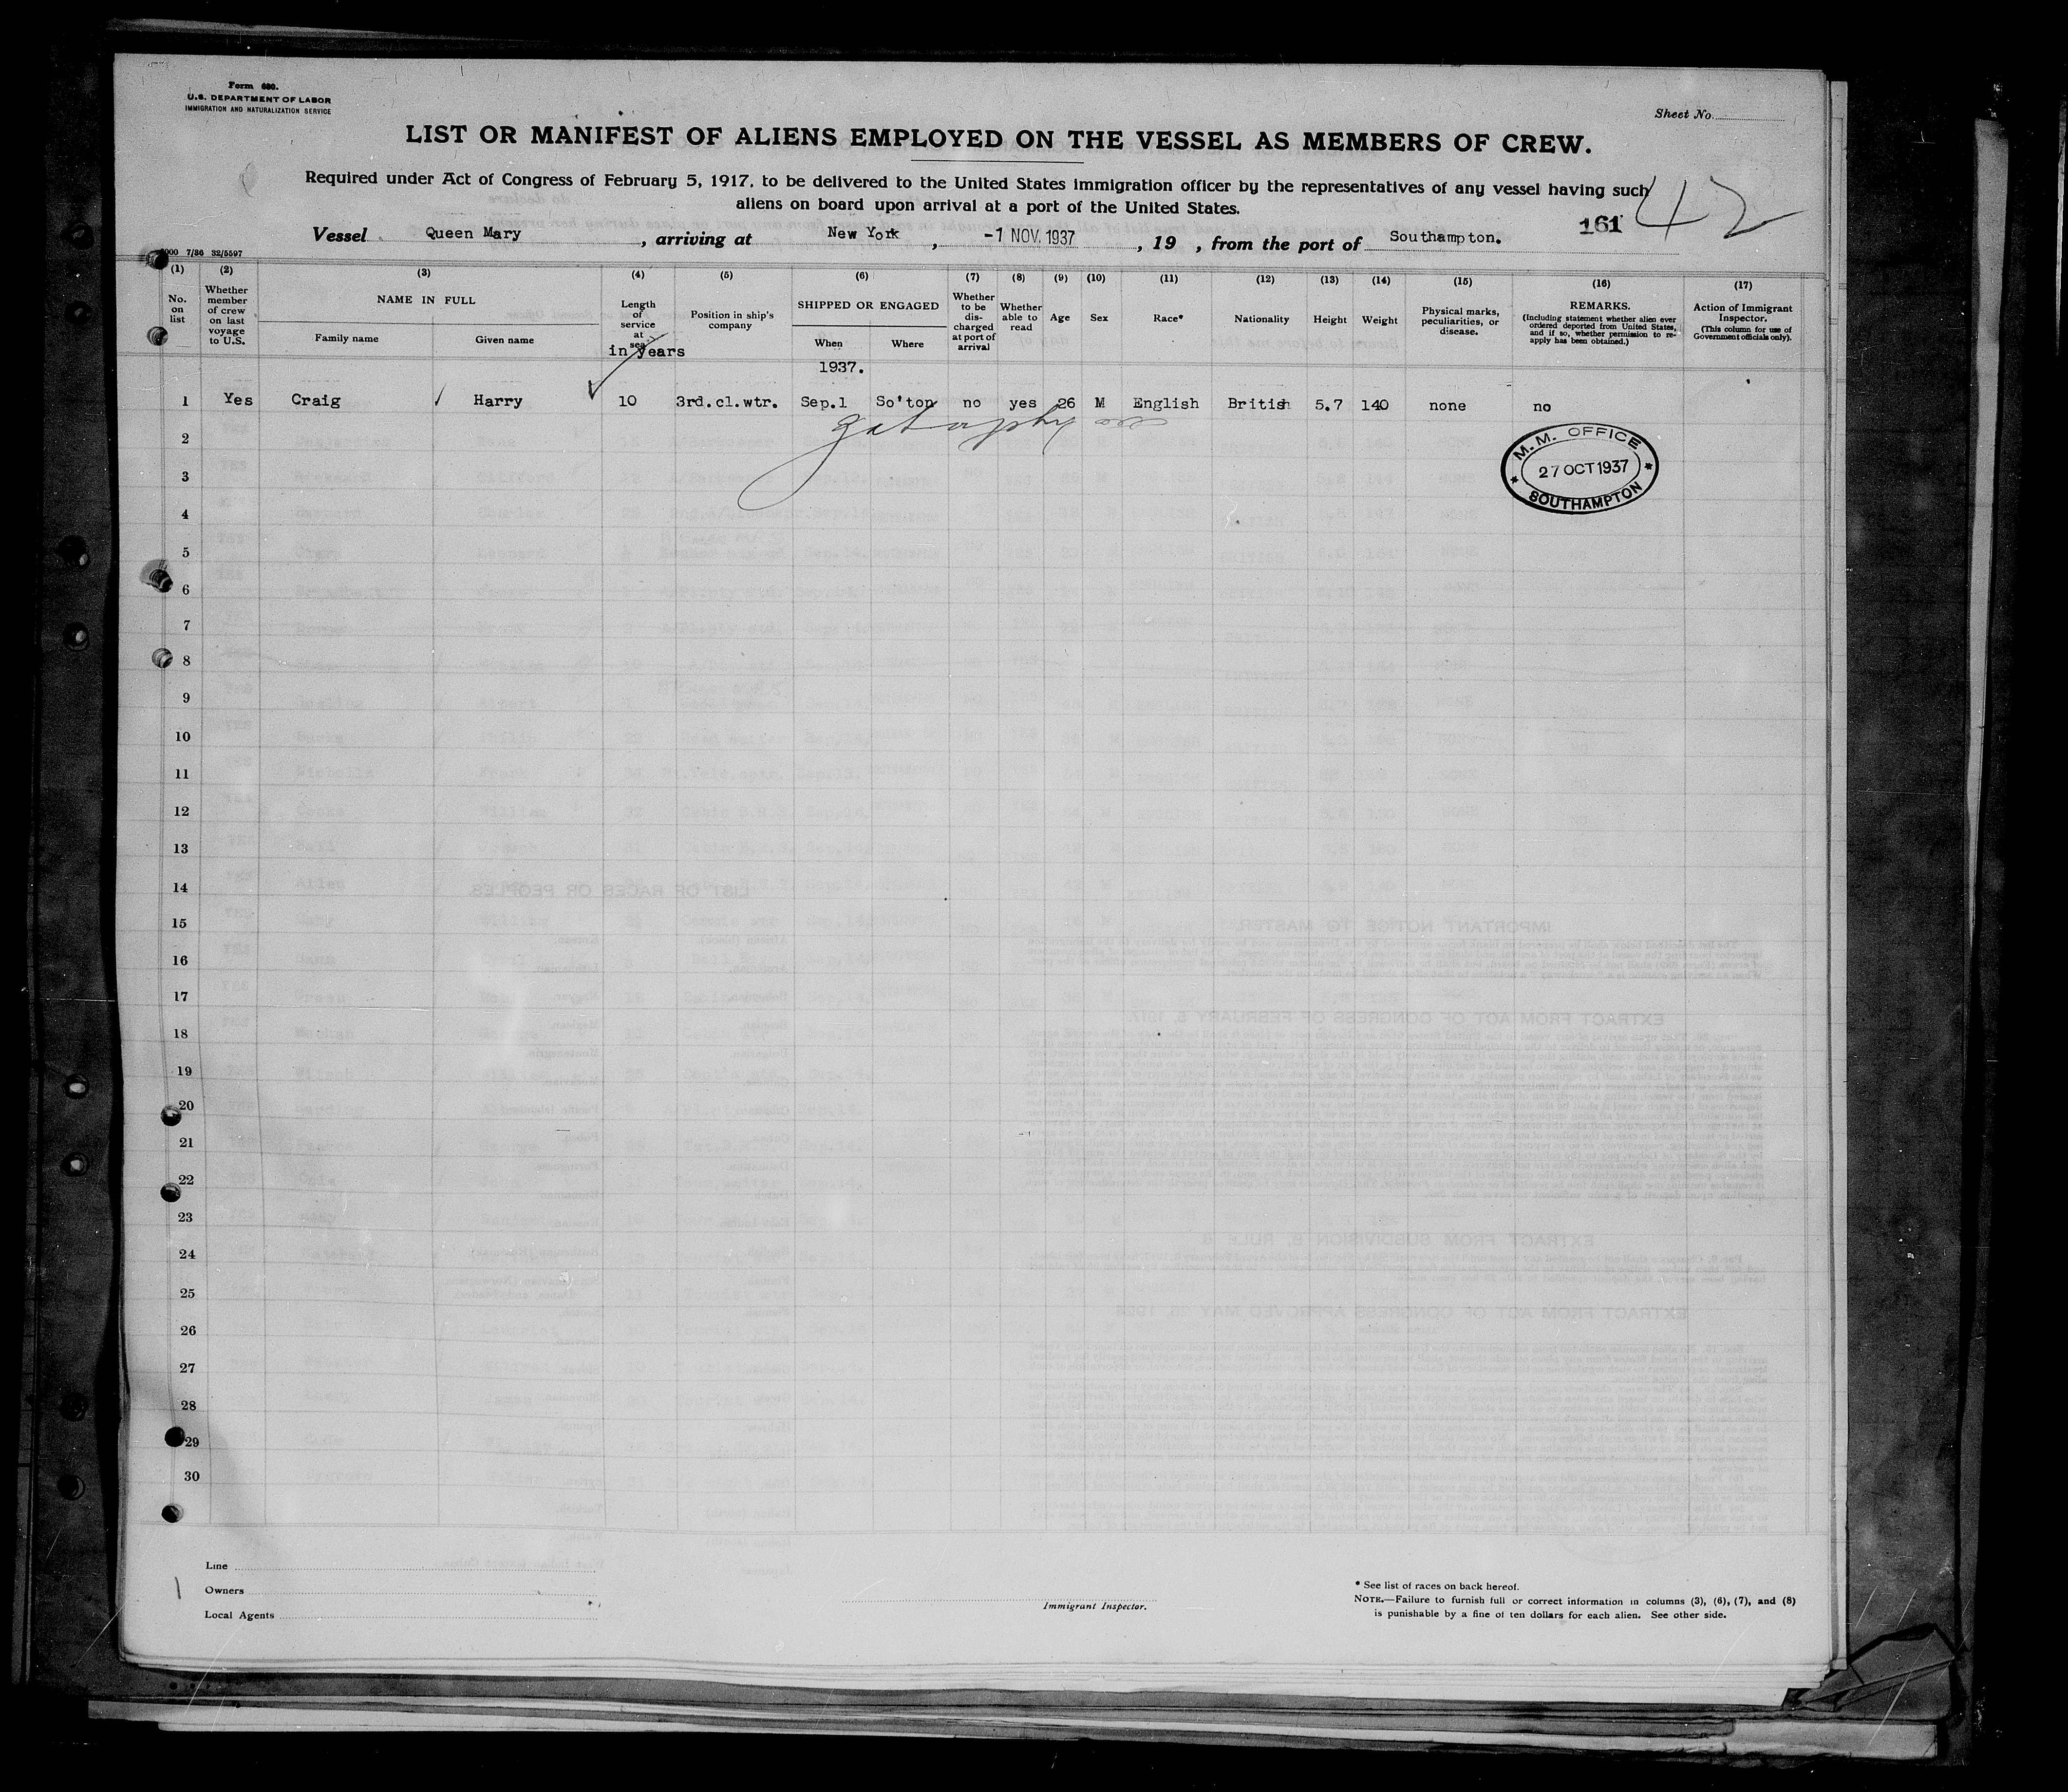 Form 680.
U.S. DEPARTMENT OF LABOR
IMMIGRATION AND NATURALIZATION SERVICE
Sheet No.
LIST OR MANIFEST OF ALIENS EMPLOYED ON THE VESSEL AS MEMBERS OF CREW.
Required under Act of Congress of February 5, 1917, to be delivered to the United States immigration officer by the representatives of any vessel having such
aliens on board upon arrival at a port of the United States.
161 42
Vessel Queen Mary, arriving at New York, -1 NOV. 1937, 19 , from the port of Southampton.
000 7/36 32/5597
(1) (2) (3) (4) (5) (6) (7) (8) (9) (10) (11) (12) (13) (14) (15) (16) (17)
No. on list
Whether member of crew on last voyage to U.S.
NAME IN FULL
Family name
Given name
Length of service at sea
in years
Position in ship's company
SHIPPED OR ENGAGED
When
Where
Whether to be discharged at port of arrival
Whether able to read
Age
Sex
Race*
Nationality
Height
Weight
Physical marks, peculiarities, or disease.
REMARKS.
(Including statement whether alien ever ordered deported from United States, and if so, whether permission to re-apply has been obtained.)
Action of Immigrant Inspector.
(This column for use of Government officials only).
1937.
1 Yes Craig Harry 10 3rd.cl.wtr. Sep.1 So'ton no yes 26 M English British 5.7 140 none no
2
3
4
5
6
7
8
9
10
11
12
13
14
15
16
17
18
19
20
21
22
23
24
25
26
27
28
29
30
M.M. OFFICE
27 OCT 1937
SOUTHAMPTON
Line
Owners
Local Agents
Immigrant Inspector.
* See list of races on back hereof.
NOTE.—Failure to furnish full or correct information in columns (3), (6), (7), and (8)
is punishable by a fine of ten dollars for each alien. See other side.